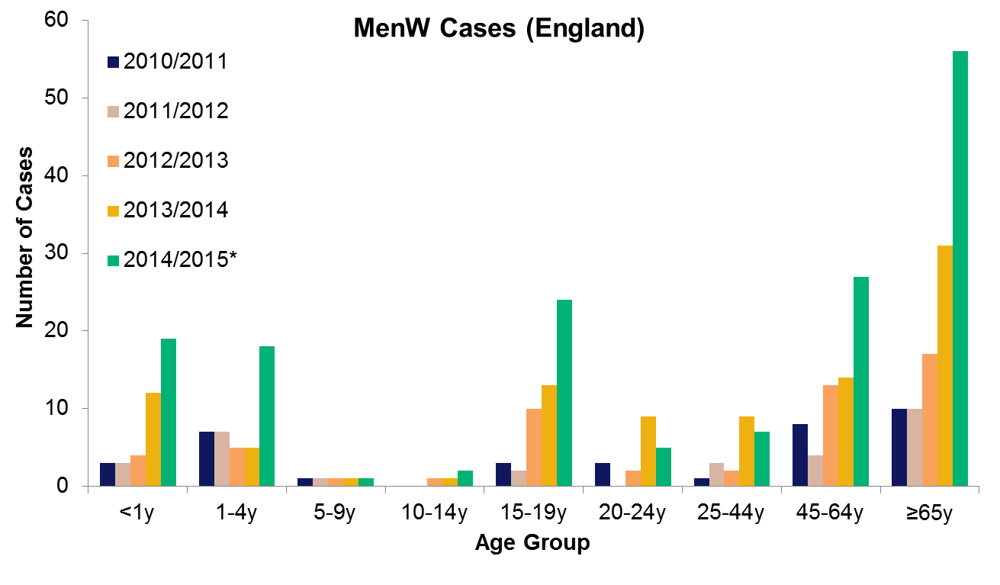 MenW Cases (England)
60
50
40
30
20
10
0
Number of Cases
2010/2011
2011/2012
2012/2013
2013/2014
2014/2015*
<1y
1-4y
5-9y
10-14y
15-19y
20-24y
25-44y
45-64y
≥65y
Age Group